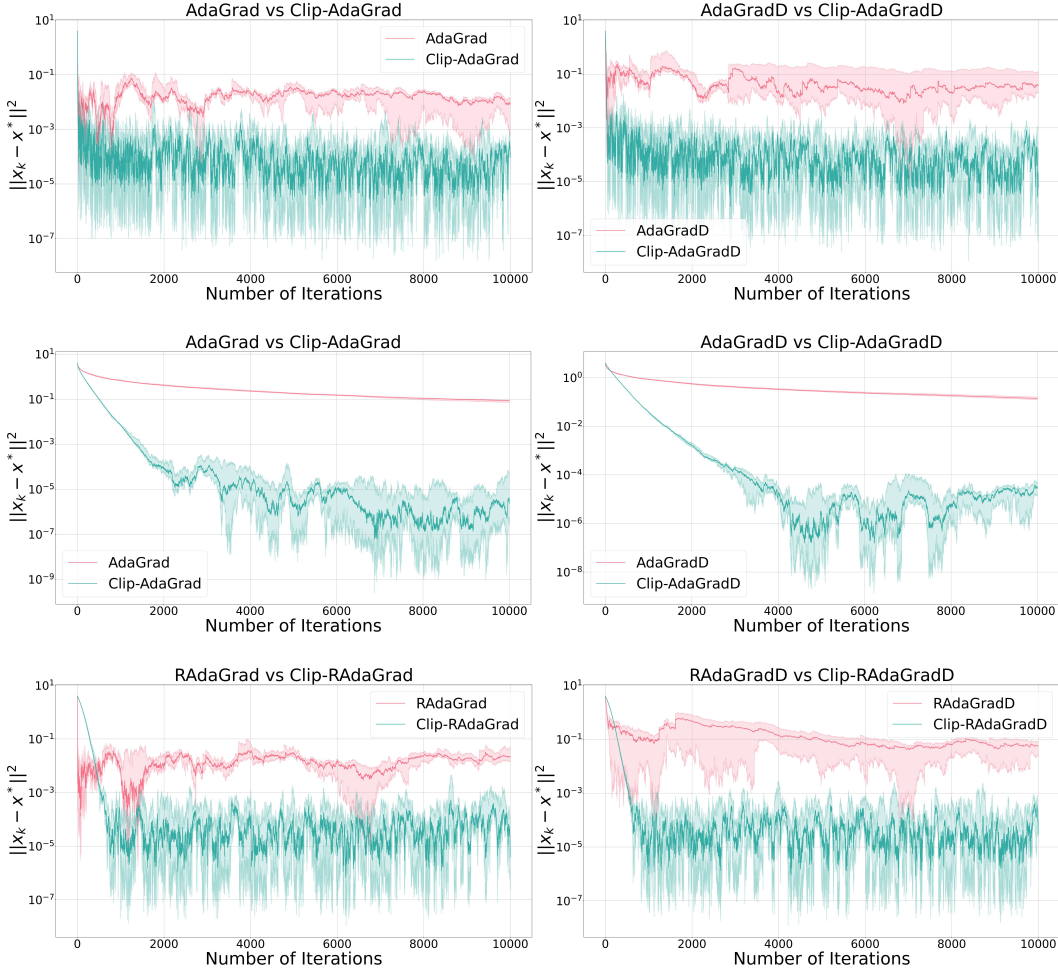 AdaGrad vs Clip-AdaGrad
10^1
10^-1
10^-3
10^-5
10^-7
||x_k − x*||^2
AdaGrad
Clip-AdaGrad
0 2000 4000 6000 8000 10000
Number of Iterations
AdaGradD vs Clip-AdaGradD
10^1
10^-1
10^-3
10^-5
10^-7
||x_k − x*||^2
AdaGradD
Clip-AdaGradD
0 2000 4000 6000 8000 10000
Number of Iterations
AdaGrad vs Clip-AdaGrad
10^1
10^-1
10^-3
10^-5
10^-7
10^-9
||x_k − x*||^2
AdaGrad
Clip-AdaGrad
0 2000 4000 6000 8000 10000
Number of Iterations
AdaGradD vs Clip-AdaGradD
10^0
10^-2
10^-4
10^-6
10^-8
||x_k − x*||^2
AdaGradD
Clip-AdaGradD
0 2000 4000 6000 8000 10000
Number of Iterations
RAdaGrad vs Clip-RAdaGrad
10^1
10^-1
10^-3
10^-5
10^-7
||x_k − x*||^2
RAdaGrad
Clip-RAdaGrad
0 2000 4000 6000 8000 10000
Number of Iterations
RAdaGradD vs Clip-RAdaGradD
10^1
10^-1
10^-3
10^-5
10^-7
||x_k − x*||^2
RAdaGradD
Clip-RAdaGradD
0 2000 4000 6000 8000 10000
Number of Iterations